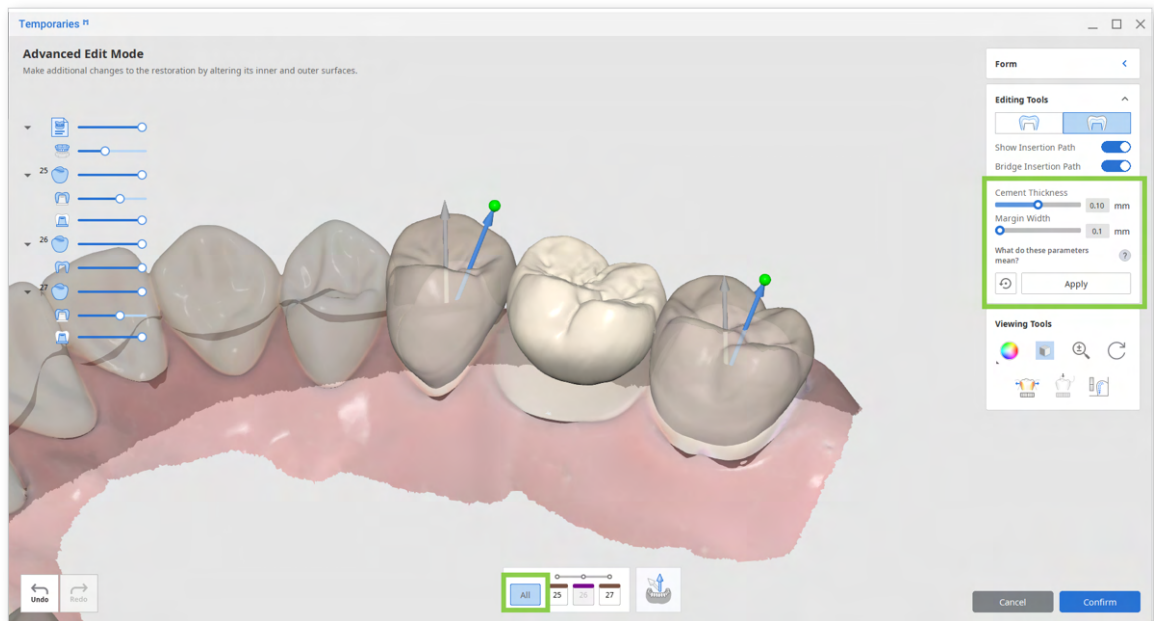 Temporaries
Advanced Edit Mode
Make additional changes to the restoration by altering its inner and outer surfaces.
25
26
27
Form
Editing Tools
Show Insertion Path
Bridge Insertion Path
Cement Thickness
0.10 mm
Margin Width
0.1 mm
What do these parameters
mean?
?
Apply
Viewing Tools
Undo
Redo
All
25
26
27
Cancel
Confirm